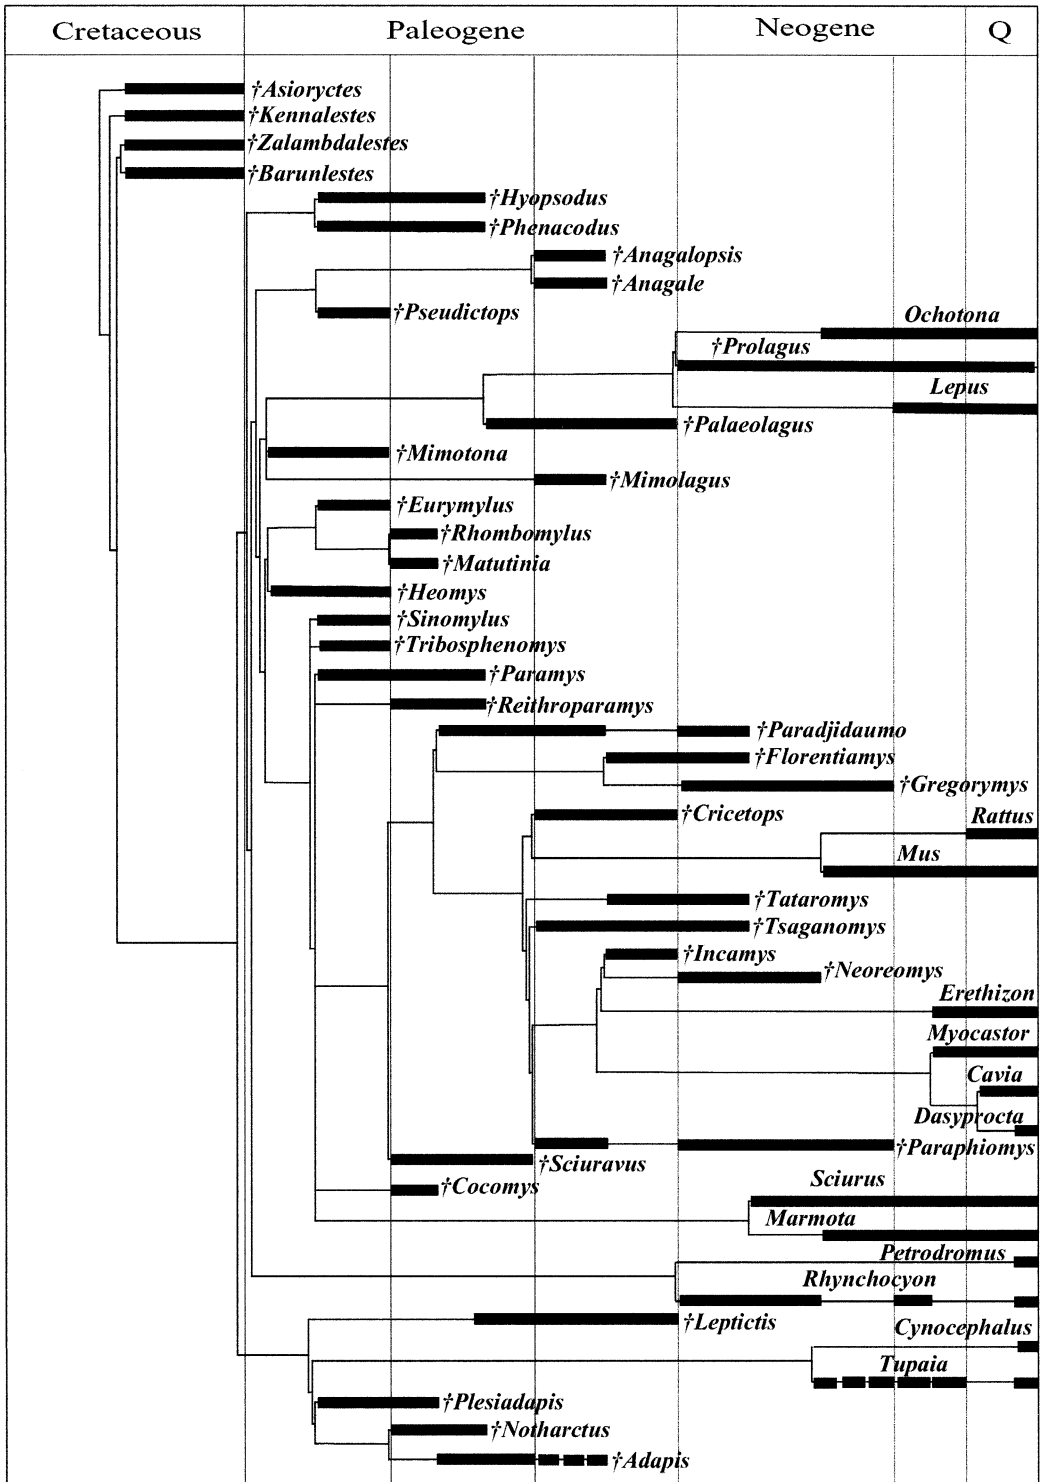 Cretaceous Paleogene Neogene Q
†Asioryctes
†Kennalestes
†Zalambdalestes
†Barunlestes
†Hyopsodus
†Phenacodus
†Anagalopsis
†Anagale
†Pseudictops
Ochotona
†Prolagus
Lepus
†Palaeolagus
†Mimotona
†Mimolagus
†Eurymylus
†Rhombomylus
†Matutinia
†Heomys
†Sinomylus
†Tribosphenomys
†Paramys
†Reithroparamys
†Paradjidaumo
†Florentiamys
†Gregorymys
†Cricetops
Rattus
Mus
†Tataromys
†Tsaganomys
†Incamys
†Neoreomys
Erethizon
Myocastor
Cavia
Dasyprocta
†Paraphiomys
†Sciuravus
†Cocomys
Sciurus
Marmota
Petrodromus
Rhynchocyon
†Leptictis
Cynocephalus
Tupaia
†Plesiadapis
†Notharctus
†Adapis